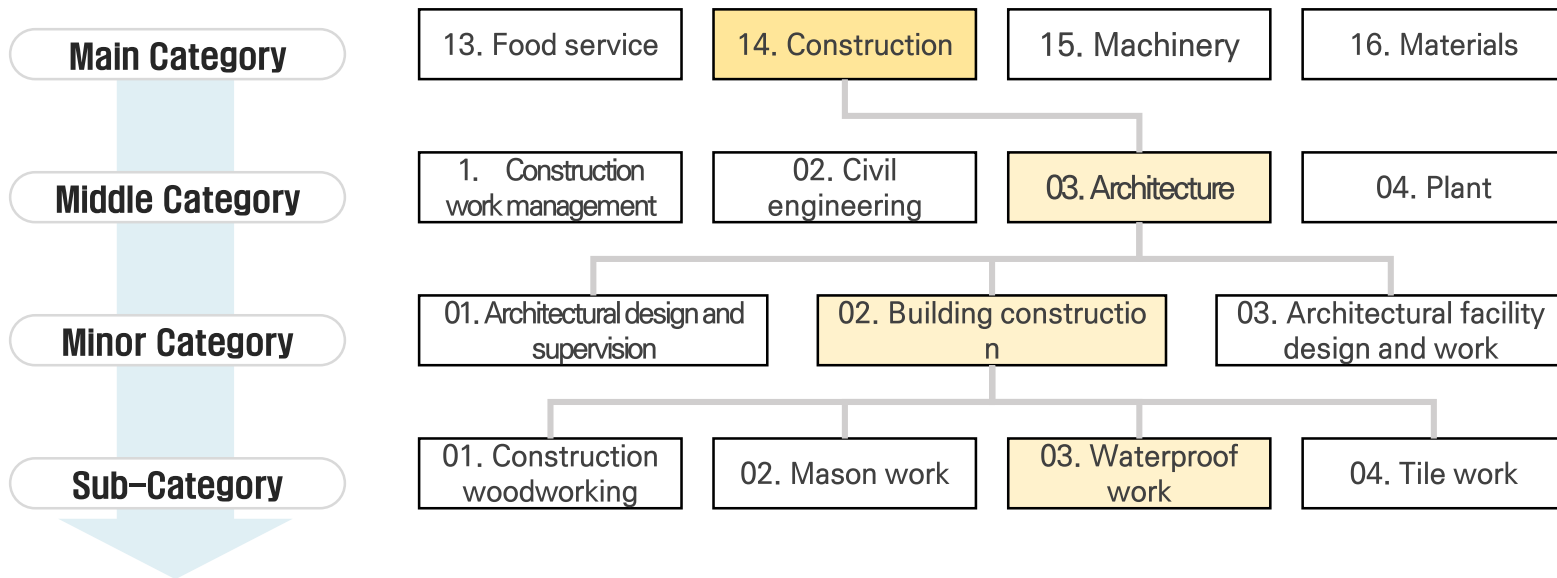 Main Category
13. Food service
14. Construction
15. Machinery
16. Materials
Middle Category
1. Construction
work management
02. Civil
engineering
03. Architecture
04. Plant
Minor Category
01. Architectural design and
supervision
02. Building constructio
n
03. Architectural facility
design and work
Sub-Category
01. Construction
woodworking
02. Mason work
03. Waterproof
work
04. Tile work